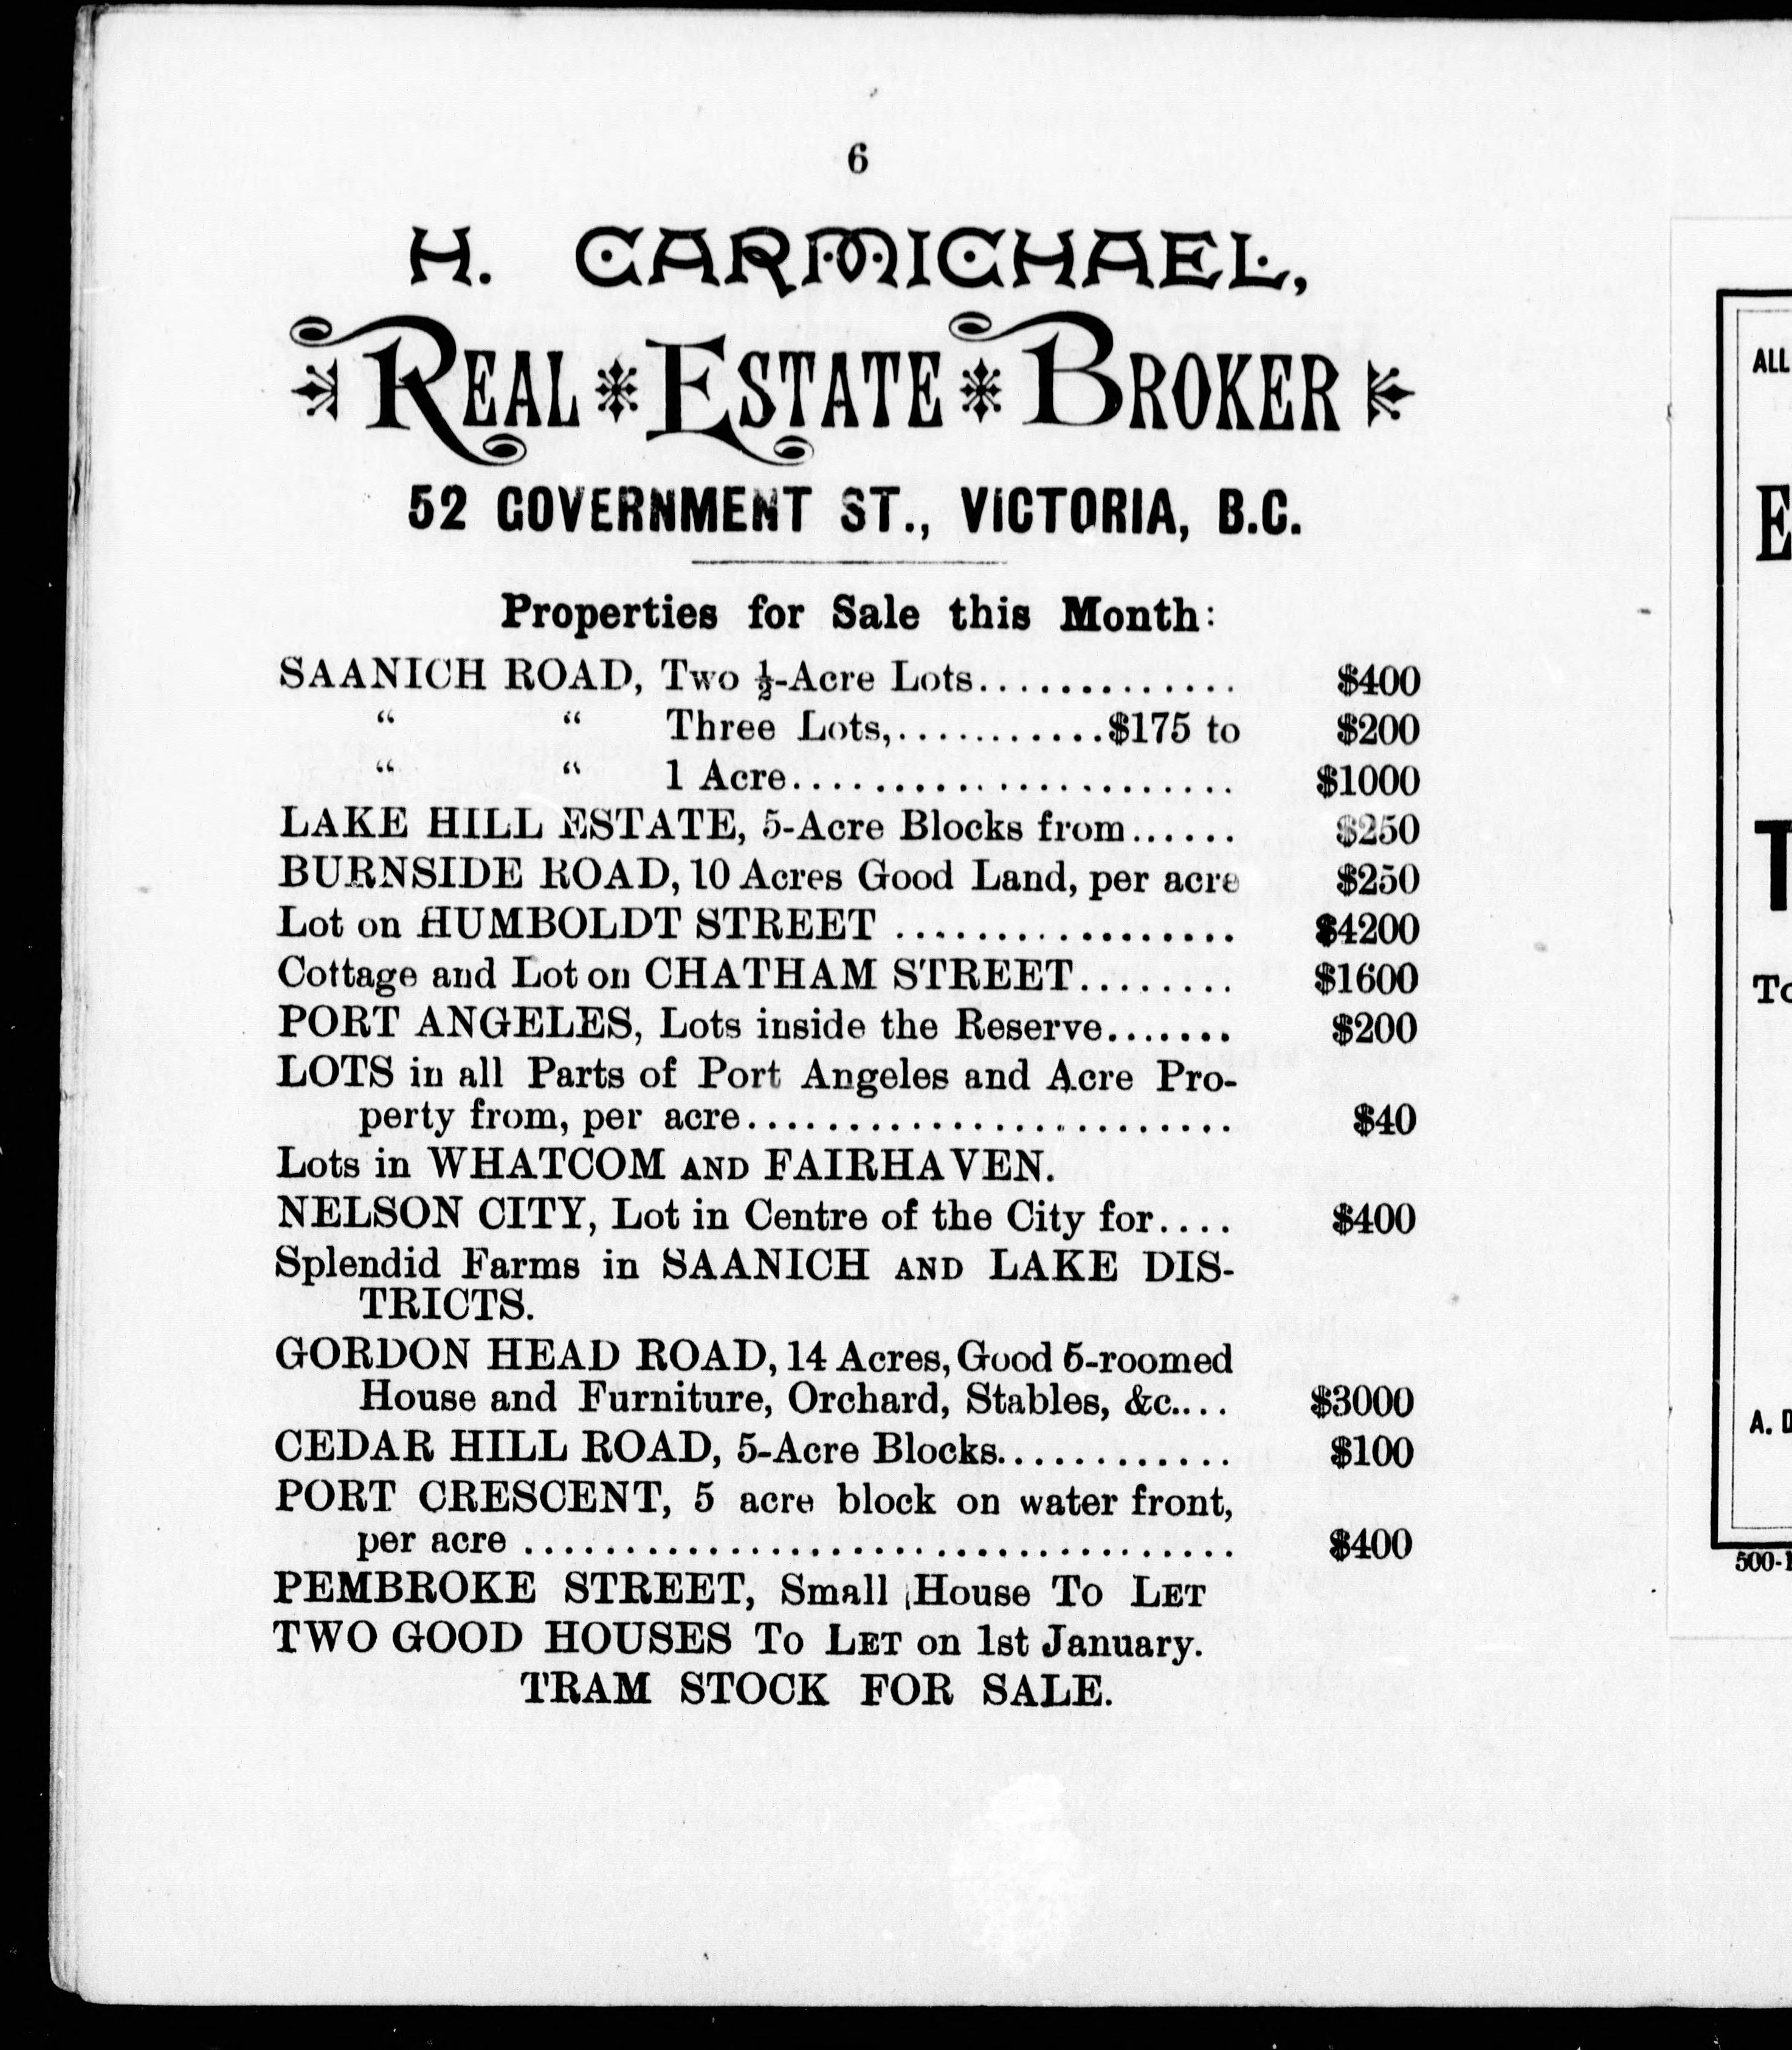 6
H. CARMICHAEL,
REAL ESTATE BROKER
52 GOVERNMENT ST., VICTORIA, B.C.
Properties for Sale this Month:
SAANICH ROAD, Two ½-Acre Lots.............. $400
“ “ Three Lots,...........$175 to $200
“ “ 1 Acre........................ $1000
LAKE HILL ESTATE, 5-Acre Blocks from...... $250
BURNSIDE ROAD, 10 Acres Good Land, per acre $250
Lot on HUMBOLDT STREET ................. $4200
Cottage and Lot on CHATHAM STREET........ $1600
PORT ANGELES, Lots inside the Reserve....... $200
LOTS in all Parts of Port Angeles and Acre Pro-
perty from, per acre......................... $40
Lots in WHATCOM AND FAIRHAVEN.
NELSON CITY, Lot in Centre of the City for.... $400
Splendid Farms in SAANICH AND LAKE DIS-
TRICTS.
GORDON HEAD ROAD, 14 Acres, Good 5-roomed
House and Furniture, Orchard, Stables, &c.... $3000
CEDAR HILL ROAD, 5-Acre Blocks............ $100
PORT CRESCENT, 5 acre block on water front,
per acre .................................... $400
PEMBROKE STREET, Small House To LET
TWO GOOD HOUSES To LET on 1st January.
TRAM STOCK FOR SALE.
ALL
E
T
To
A. D
500-1